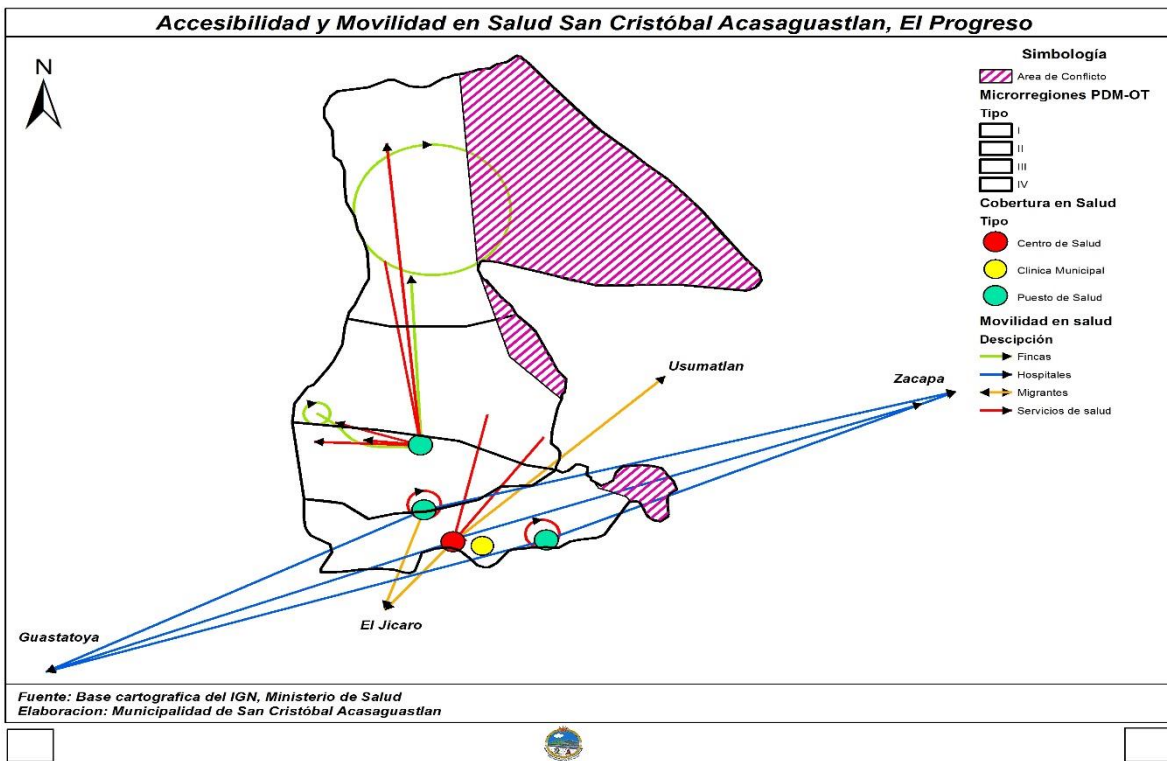 Accesibilidad y Movilidad en Salud San Cristóbal Acasaguastlan, El Progreso
N
Simbología
Area de Conflicto
Microrregiones PDM-OT
Tipo
I
II
III
IV
Cobertura en Salud
Tipo
Centro de Salud
Clinica Municipal
Puesto de Salud
Movilidad en salud
Descipción
Fincas
Hospitales
Migrantes
Servicios de salud
Usumatlan
Zacapa
El Jicaro
Guastatoya
Fuente: Base cartografica del IGN, Ministerio de Salud
Elaboracion: Municipalidad de San Cristóbal Acasaguastlan